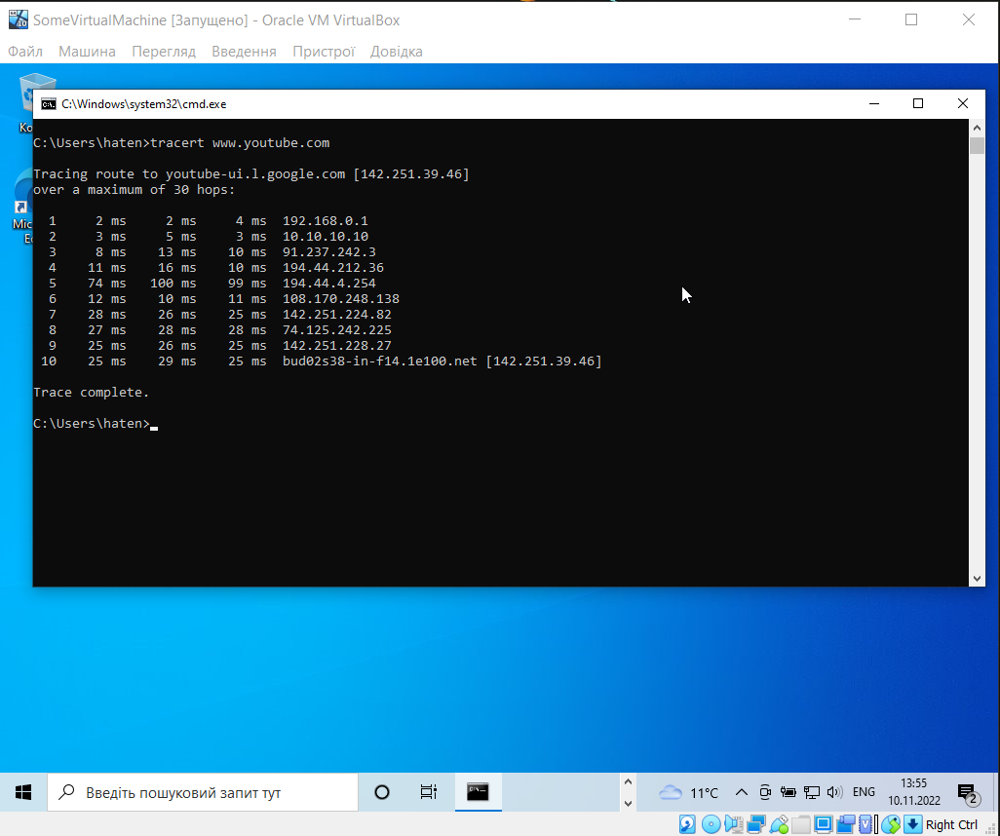 SomeVirtualMachine [Запущено] - Oracle VM VirtualBox
Файл Машина Перегляд Введення Пристрої Довідка
C:\Windows\system32\cmd.exe
C:\Users\haten>tracert www.youtube.com
Tracing route to youtube-ui.l.google.com [142.251.39.46]
over a maximum of 30 hops:
1 2 ms 2 ms 4 ms 192.168.0.1
2 3 ms 5 ms 3 ms 10.10.10.10
3 8 ms 13 ms 10 ms 91.237.242.3
4 11 ms 16 ms 10 ms 194.44.212.36
5 74 ms 100 ms 99 ms 194.44.4.254
6 12 ms 10 ms 11 ms 108.170.248.138
7 28 ms 26 ms 25 ms 142.251.224.82
8 27 ms 28 ms 28 ms 74.125.242.225
9 25 ms 26 ms 25 ms 142.251.228.27
10 25 ms 29 ms 25 ms bud02s38-in-f14.1e100.net [142.251.39.46]
Trace complete.
C:\Users\haten>
Введіть пошуковий запит тут
11°C
ENG
13:55
10.11.2022
2
Right Ctrl